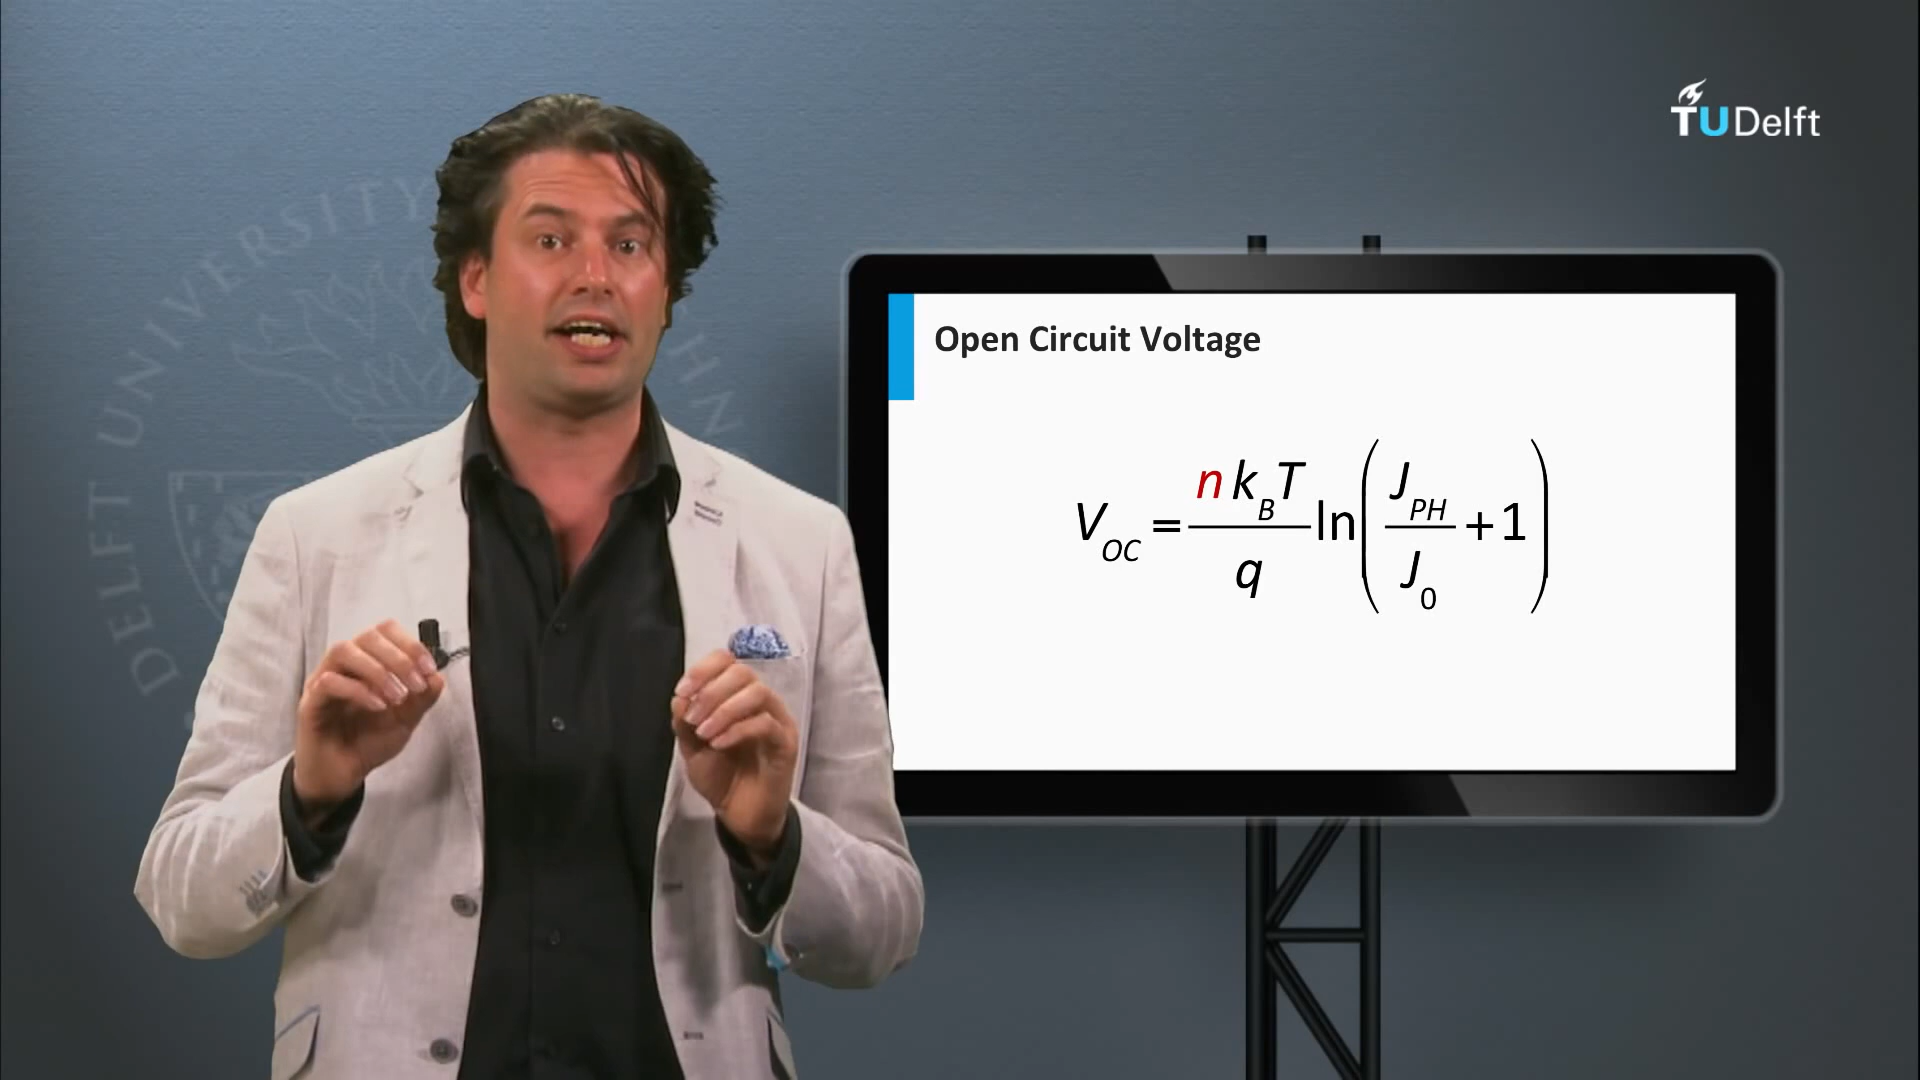 TU Delft
DELFT UNIVERSITY
Open Circuit Voltage
V_OC = n k_B T / q ln( J_PH / J_0 + 1 )